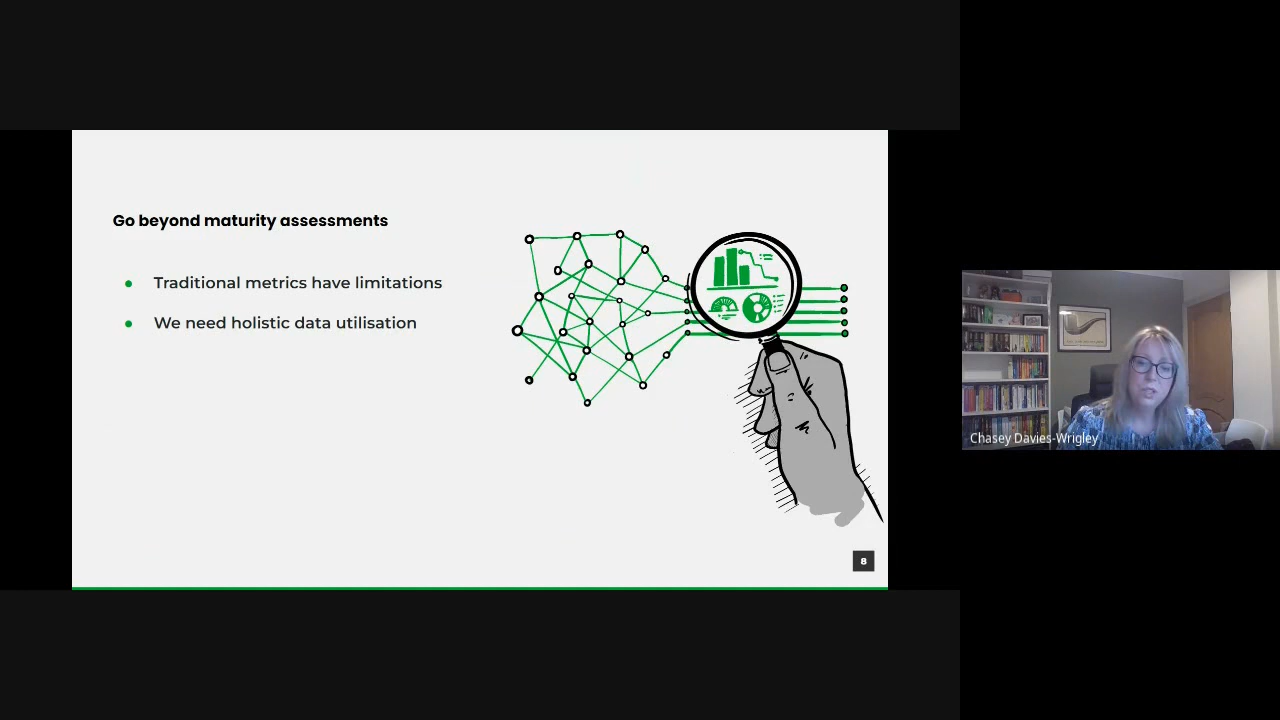 Go beyond maturity assessments
Traditional metrics have limitations
We need holistic data utilisation
8
Chasey Davies-Wrigley